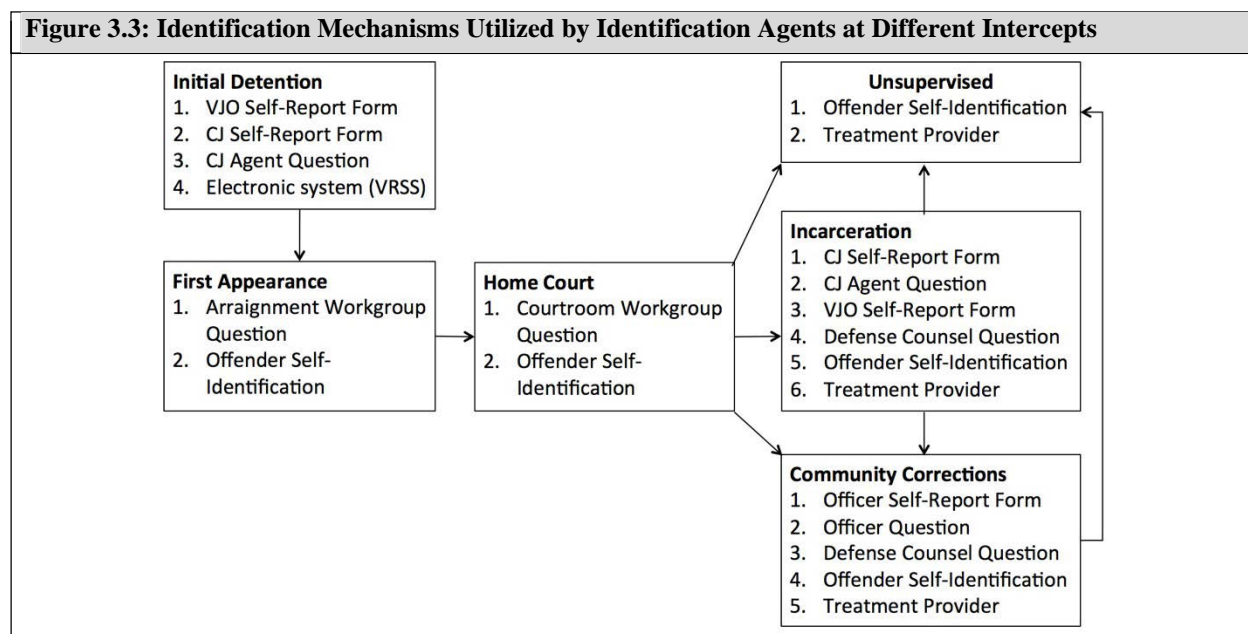 Figure 3.3: Identification Mechanisms Utilized by Identification Agents at Different Intercepts
Initial Detention
1. VJO Self-Report Form
2. CJ Self-Report Form
3. CJ Agent Question
4. Electronic system (VRSS)
First Appearance
1. Arraignment Workgroup
Question
2. Offender Self-
Identification
Home Court
1. Courtroom Workgroup
Question
2. Offender Self-
Identification
Unsupervised
1. Offender Self-Identification
2. Treatment Provider
Incarceration
1. CJ Self-Report Form
2. CJ Agent Question
3. VJO Self-Report Form
4. Defense Counsel Question
5. Offender Self-Identification
6. Treatment Provider
Community Corrections
1. Officer Self-Report Form
2. Officer Question
3. Defense Counsel Question
4. Offender Self-Identification
5. Treatment Provider